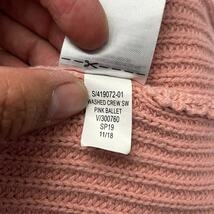 S/419072-01
WASHED CREW SW
PINK BALLET
V/300760
SP19
11/18